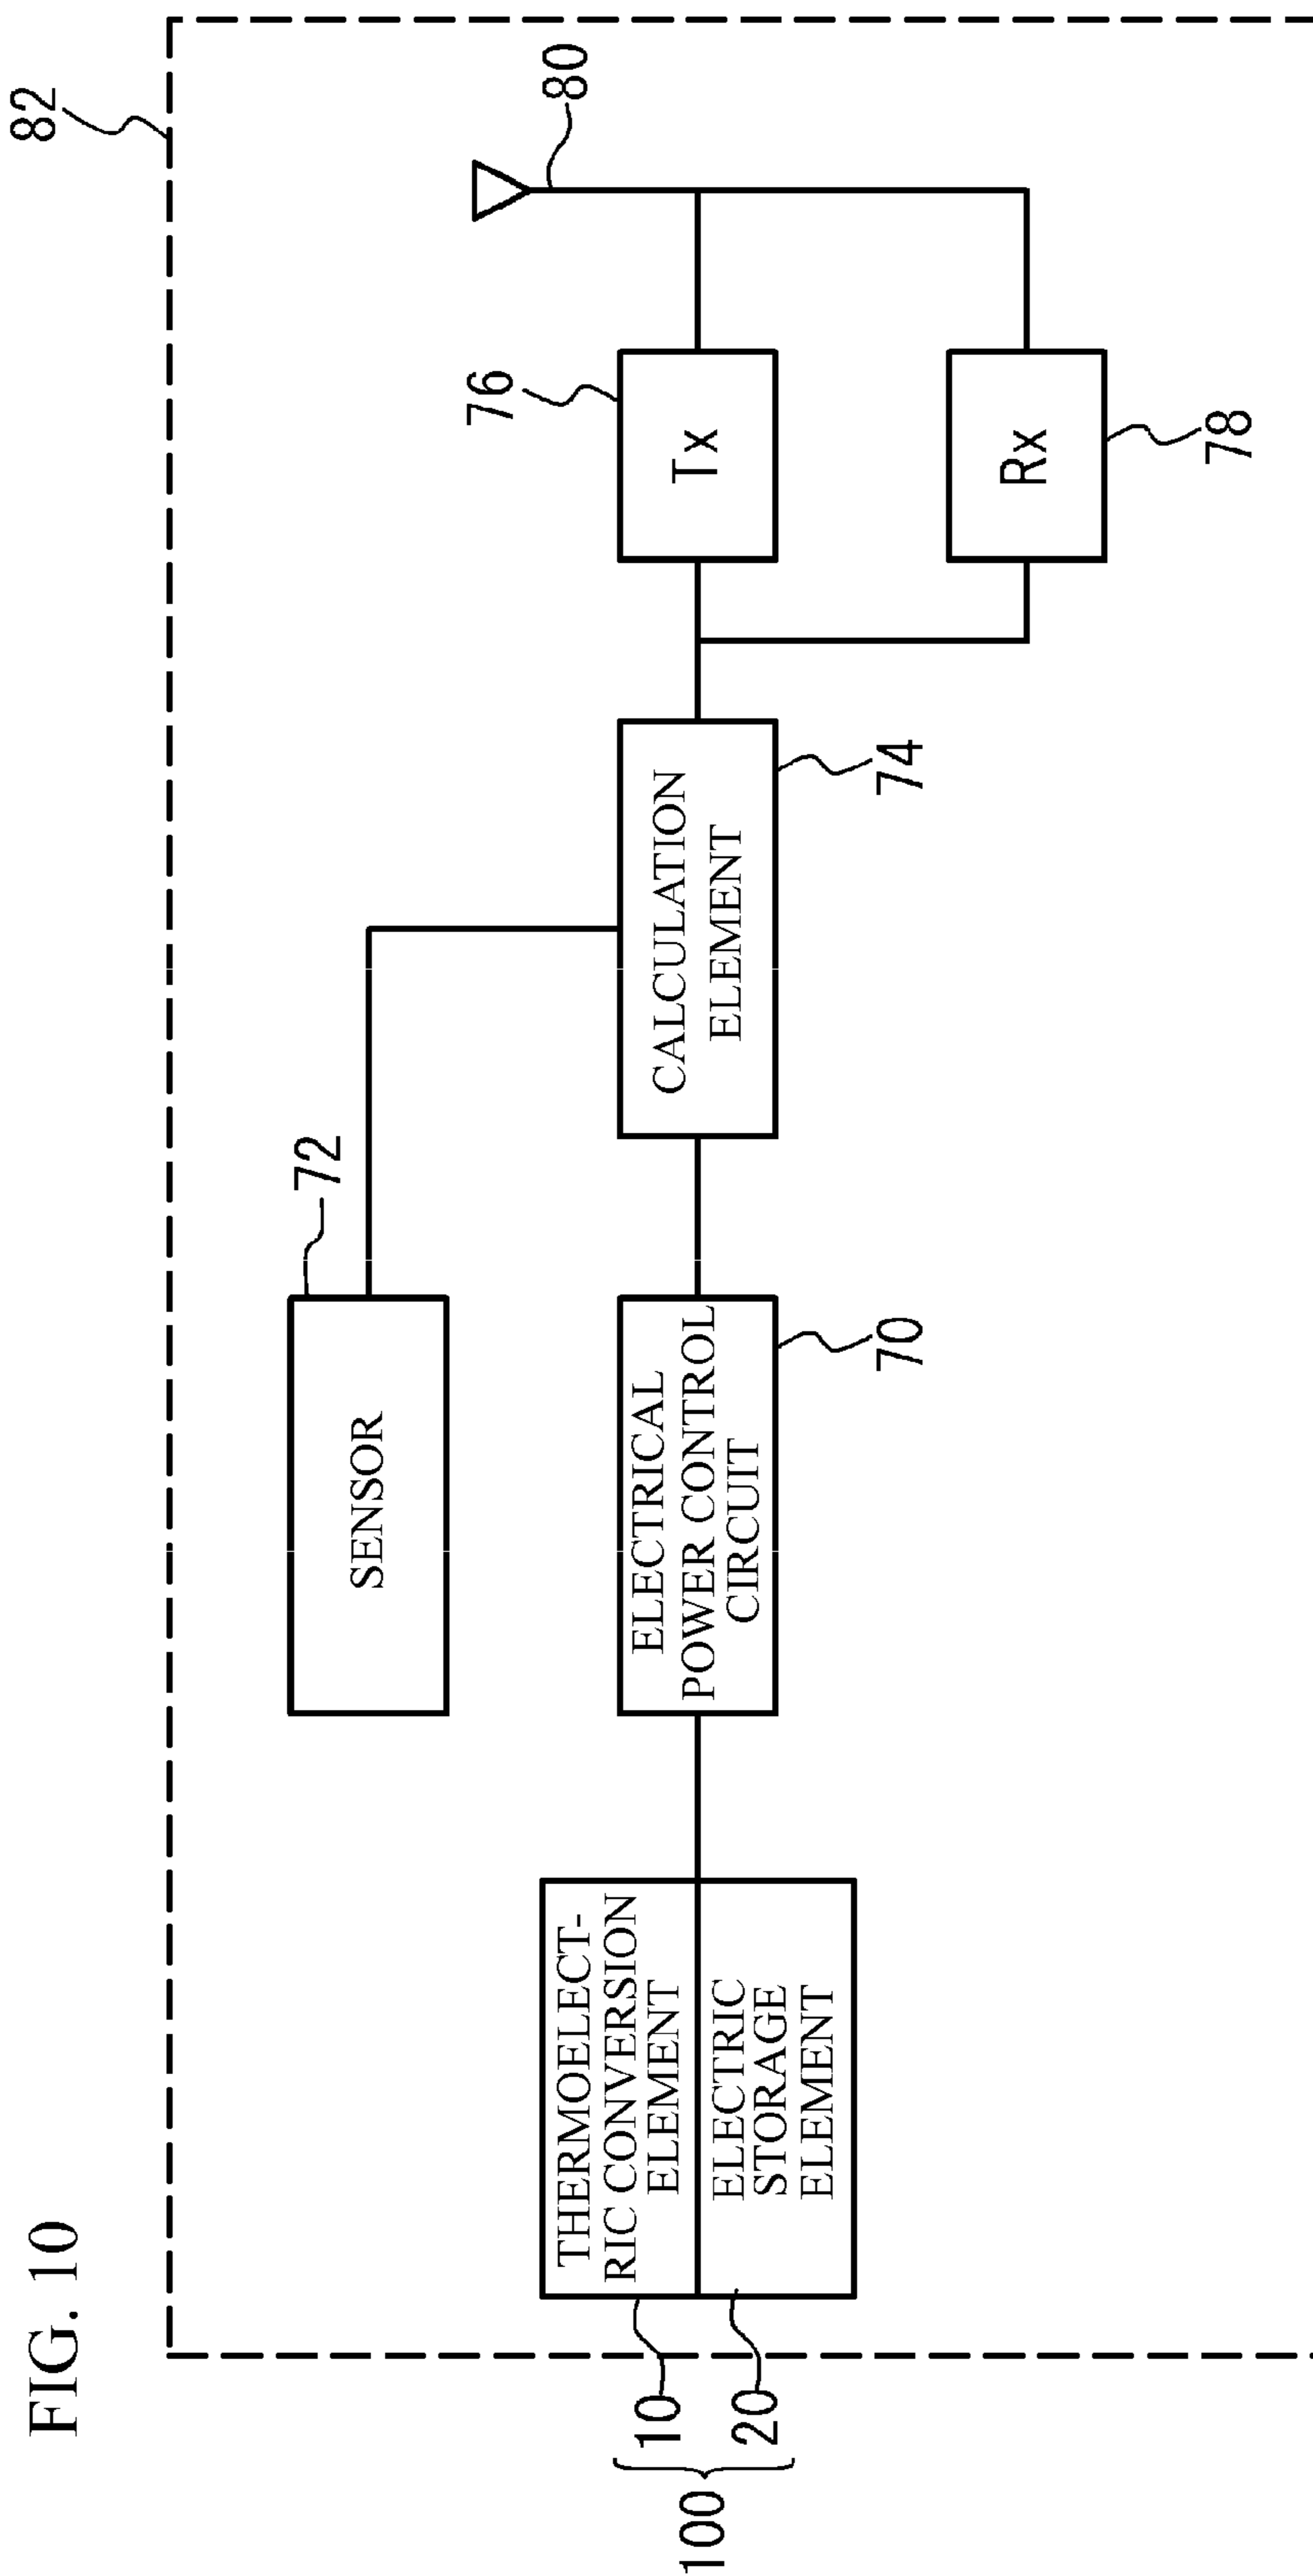 FIG. 10
82
SENSOR
72
80
100
10
20
THERMOELECT-
RIC CONVERSION
ELEMENT
ELECTRIC
STORAGE
ELEMENT
ELECTRICAL
POWER CONTROL
CIRCUIT
70
CALCULATION
ELEMENT
74
76
Tx
Rx
78